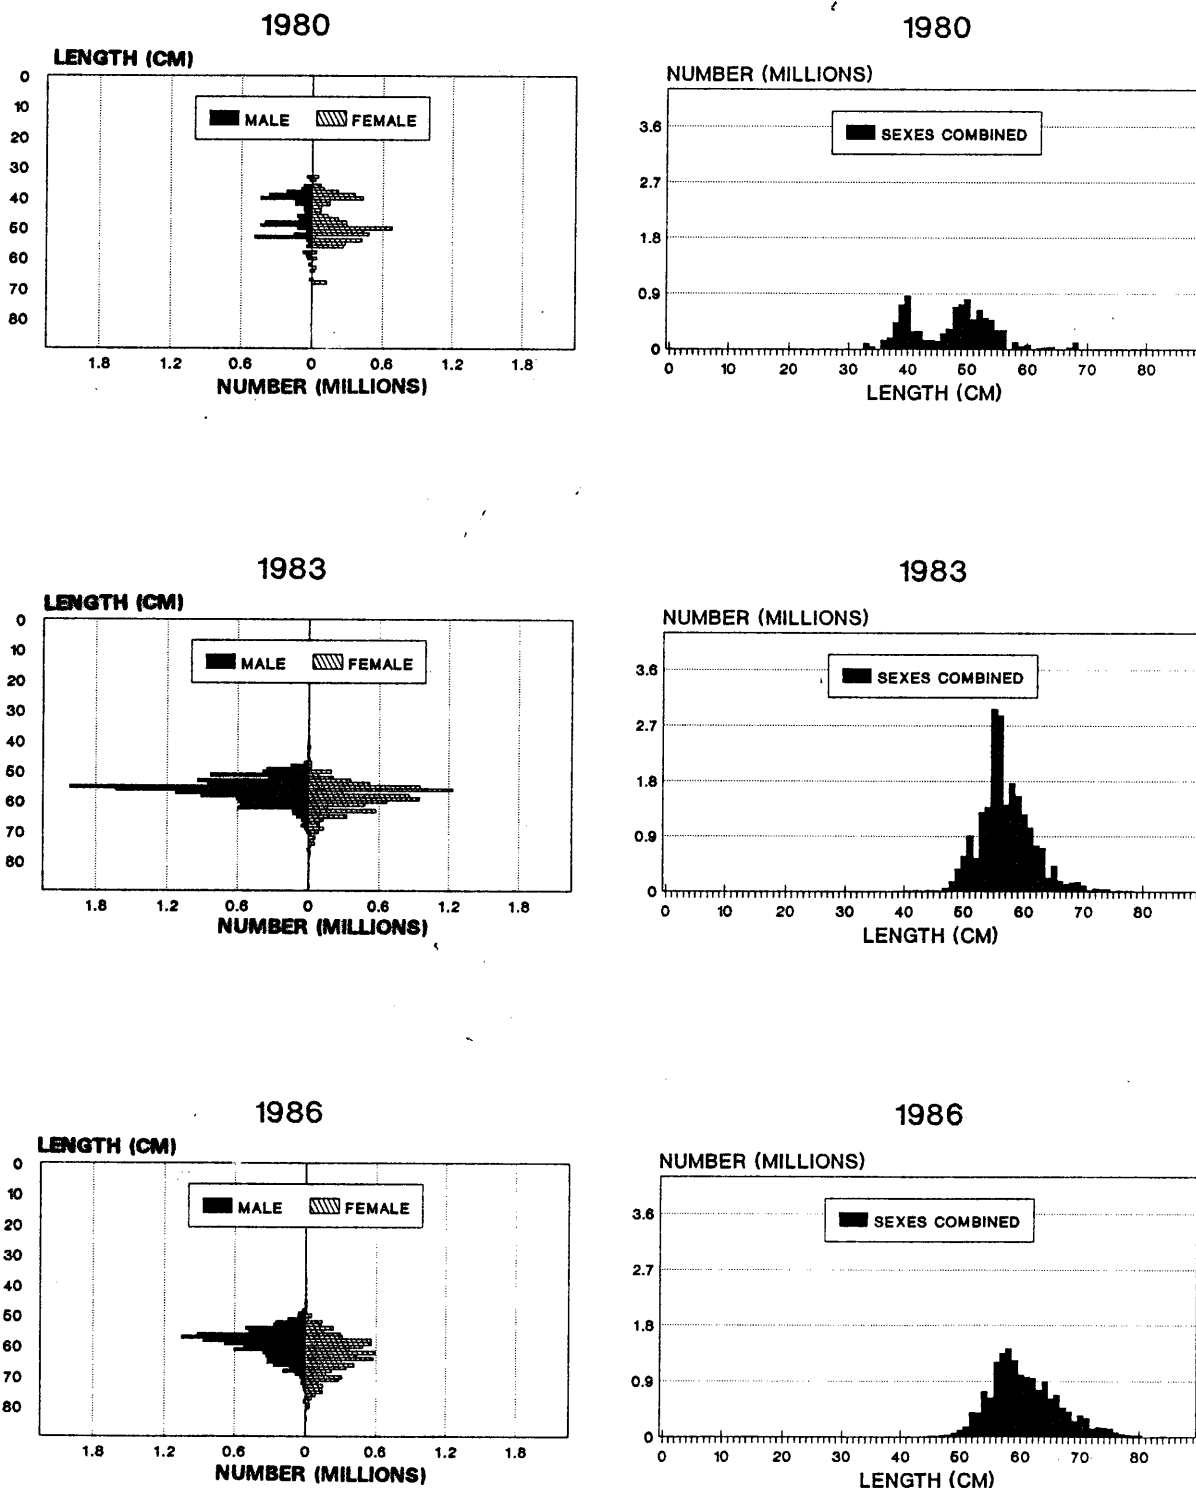 1980
LENGTH (CM)
0
10
20
30
40
50
60
70
80
MALE FEMALE
1.8 1.2 0.6 0 0.6 1.2 1.8
NUMBER (MILLIONS)
1980
NUMBER (MILLIONS)
3.6
2.7
1.8
0.9
0
SEXES COMBINED
0 10 20 30 40 50 60 70 80
LENGTH (CM)
1983
LENGTH (CM)
0
10
20
30
40
50
60
70
80
MALE FEMALE
1.8 1.2 0.6 0 0.6 1.2 1.8
NUMBER (MILLIONS)
1983
NUMBER (MILLIONS)
3.6
2.7
1.8
0.9
0
SEXES COMBINED
0 10 20 30 40 50 60 70 80
LENGTH (CM)
1986
LENGTH (CM)
0
10
20
30
40
50
60
70
80
MALE FEMALE
1.8 1.2 0.6 0 0.6 1.2 1.8
NUMBER (MILLIONS)
1986
NUMBER (MILLIONS)
3.6
2.7
1.8
0.9
0
SEXES COMBINED
0 10 20 30 40 50 60 70 80
LENGTH (CM)